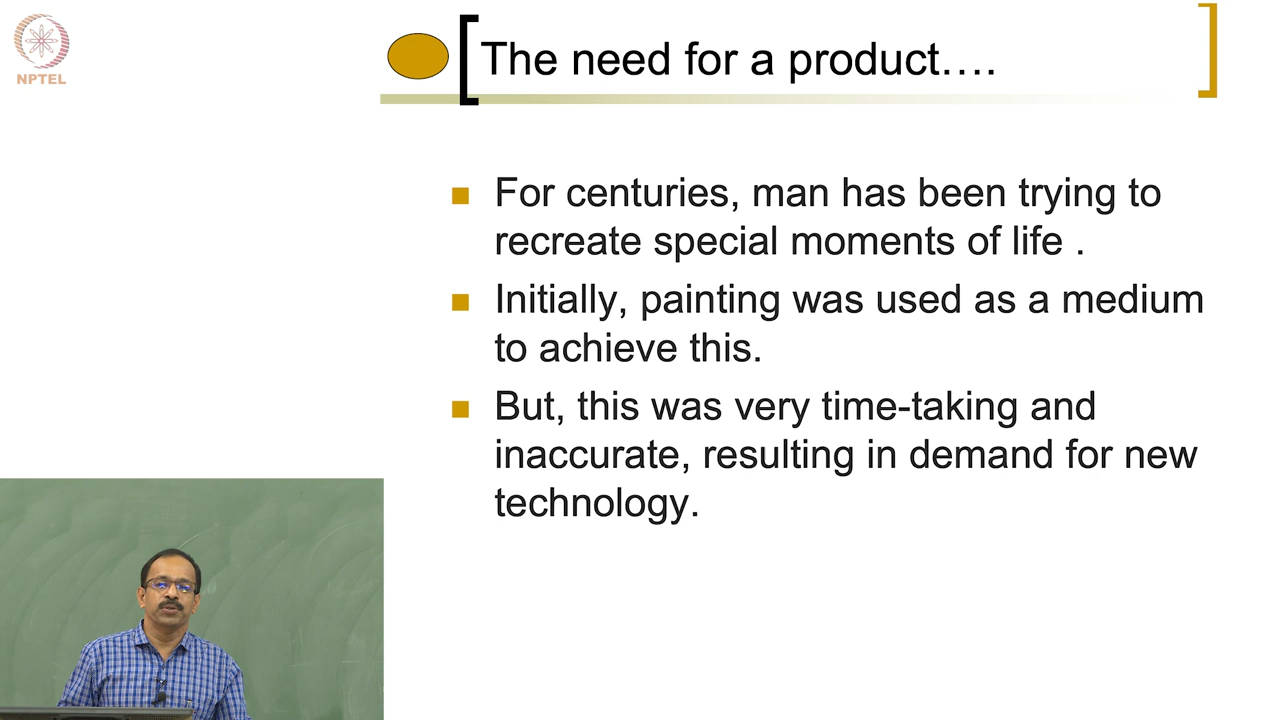 NPTEL
The need for a product….
For centuries, man has been trying to
recreate special moments of life .
Initially, painting was used as a medium
to achieve this.
But, this was very time-taking and
inaccurate, resulting in demand for new
technology.